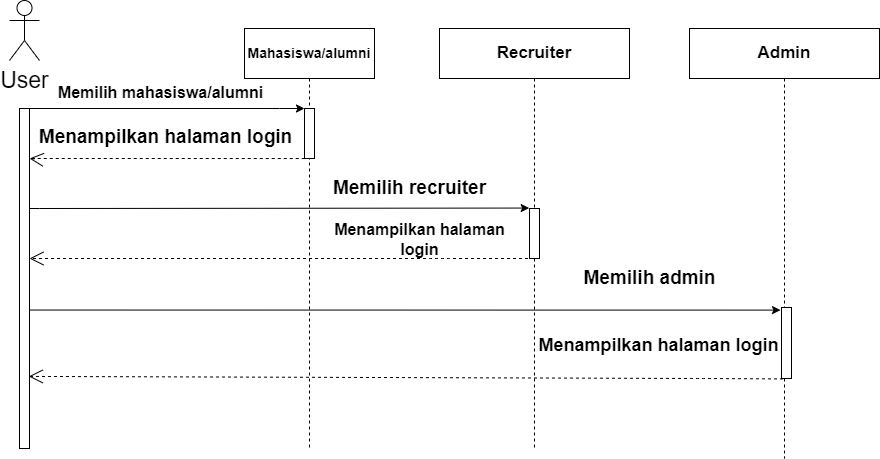 User
Mahasiswa/alumni
Recruiter
Admin
Memilih mahasiswa/alumni
Menampilkan halaman login
Memilih recruiter
Menampilkan halaman
login
Memilih admin
Menampilkan halaman login